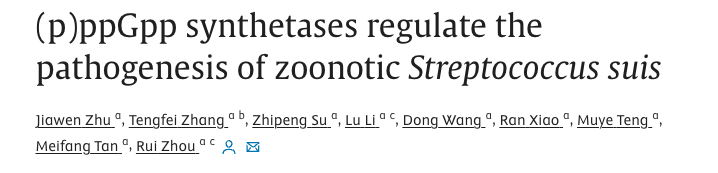 (p)ppGpp synthetases regulate the
pathogenesis of zoonotic Streptococcus suis
Jiawen Zhu a, Tengfei Zhang a b, Zhipeng Su a, Lu Li a c, Dong Wang a, Ran Xiao a, Muye Teng a,
Meifang Tan a, Rui Zhou a c